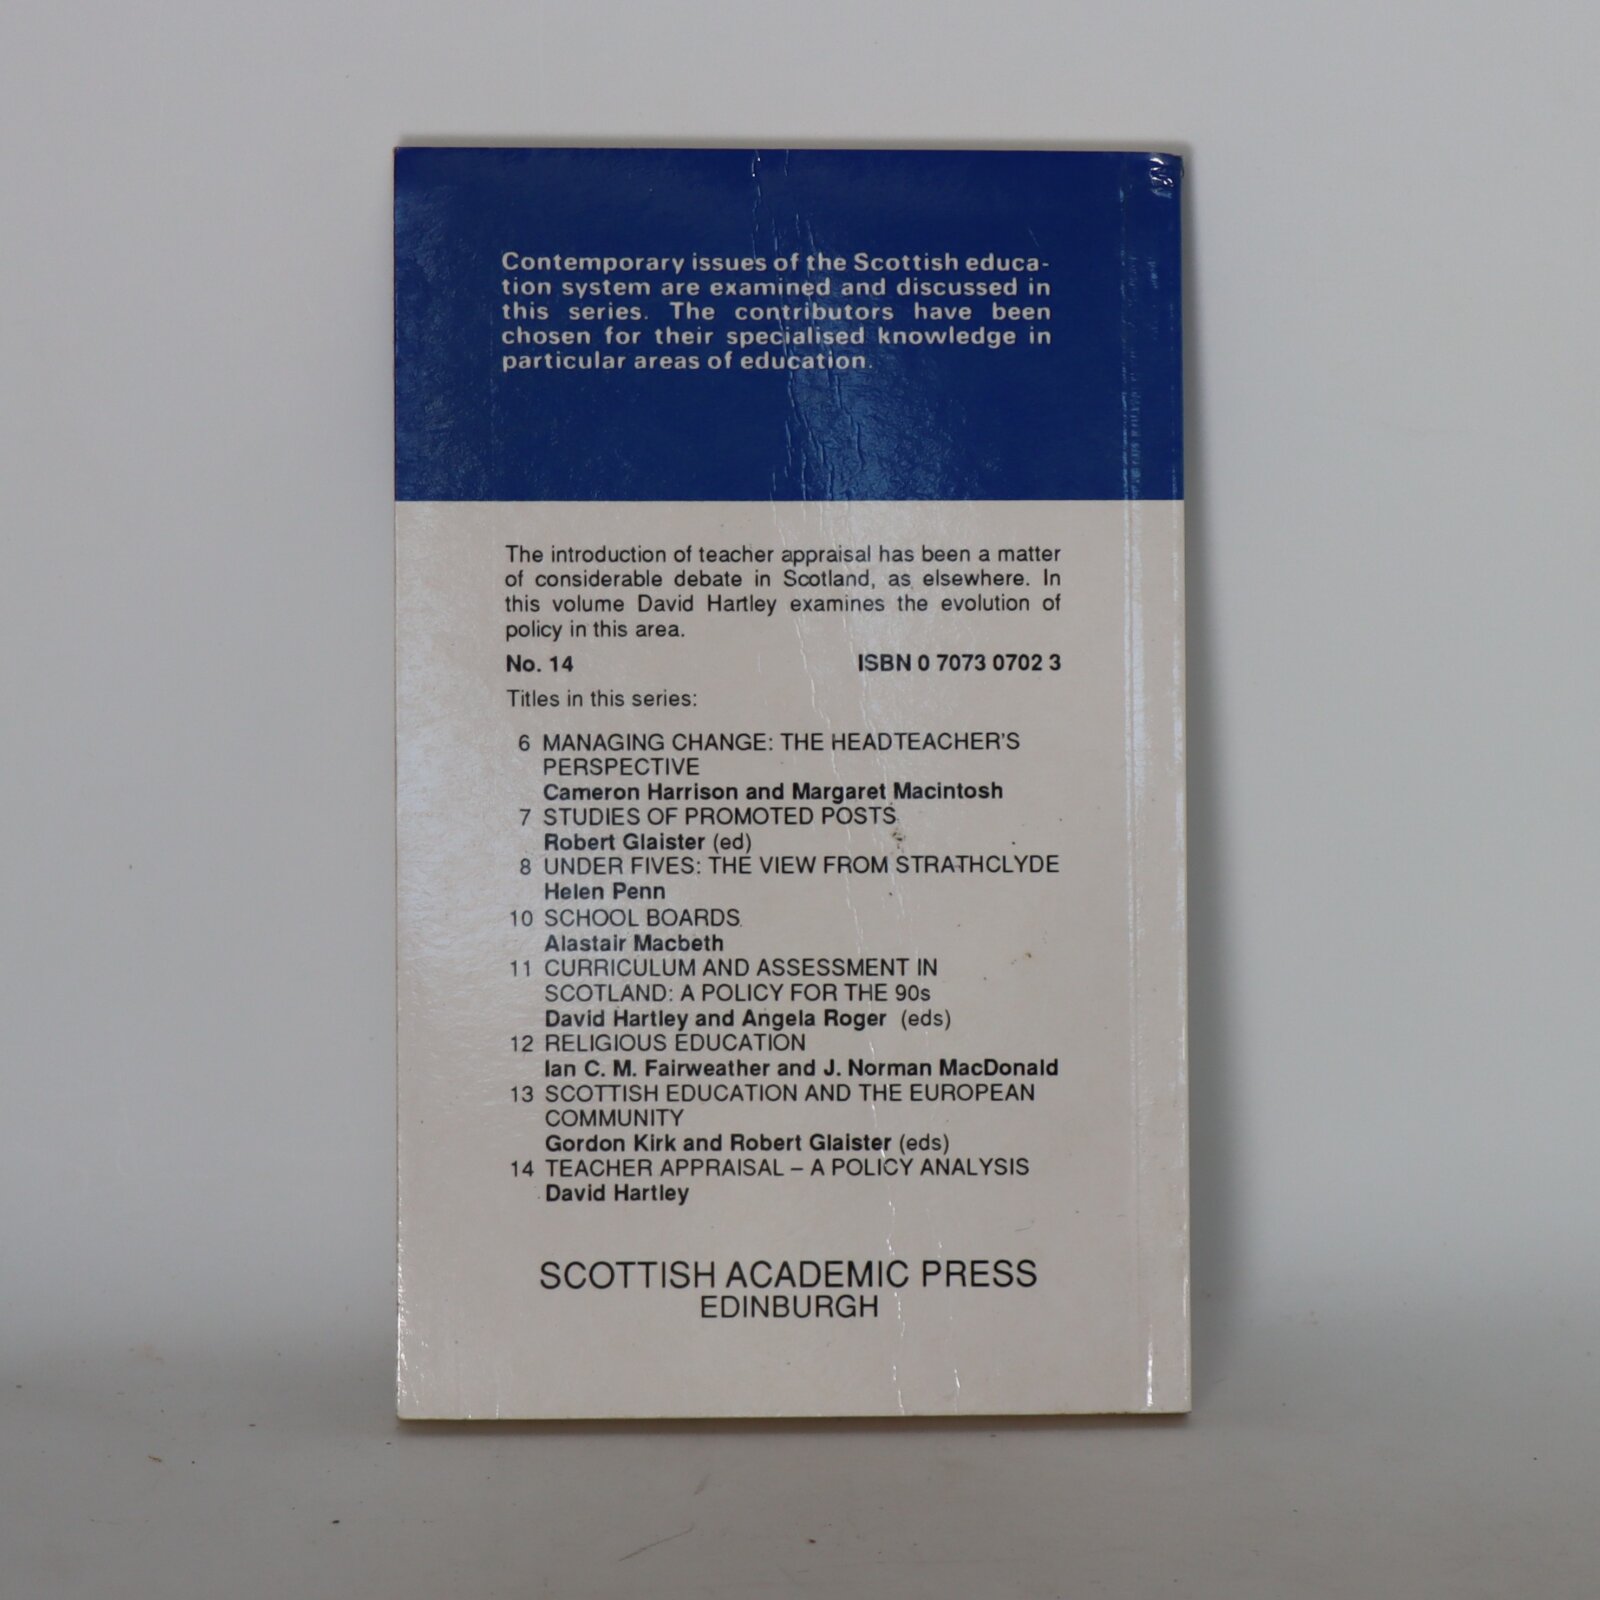 Contemporary issues of the Scottish educa-
tion system are examined and discussed in
this series. The contributors have been
chosen for their specialised knowledge in
particular areas of education.
The introduction of teacher appraisal has been a matter
of considerable debate in Scotland, as elsewhere. In
this volume David Hartley examines the evolution of
policy in this area.
No. 14 ISBN 0 7073 0702 3
Titles in this series:
6 MANAGING CHANGE: THE HEADTEACHER'S
PERSPECTIVE
Cameron Harrison and Margaret Macintosh
7 STUDIES OF PROMOTED POSTS
Robert Glaister (ed)
8 UNDER FIVES: THE VIEW FROM STRATHCLYDE
Helen Penn
10 SCHOOL BOARDS
Alastair Macbeth
11 CURRICULUM AND ASSESSMENT IN
SCOTLAND: A POLICY FOR THE 90s
David Hartley and Angela Roger (eds)
12 RELIGIOUS EDUCATION
Ian C. M. Fairweather and J. Norman MacDonald
13 SCOTTISH EDUCATION AND THE EUROPEAN
COMMUNITY
Gordon Kirk and Robert Glaister (eds)
14 TEACHER APPRAISAL – A POLICY ANALYSIS
David Hartley
SCOTTISH ACADEMIC PRESS
EDINBURGH